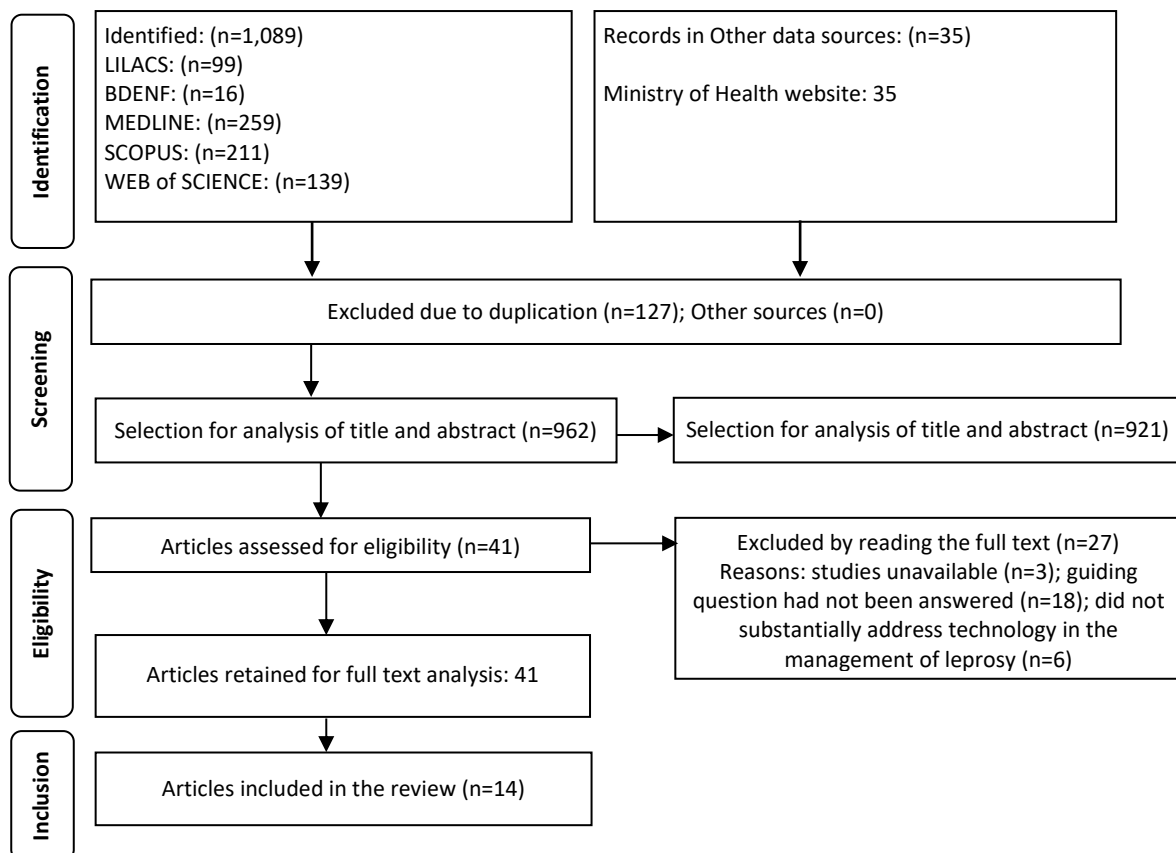 Identification
Identified: (n=1,089)
LILACS: (n=99)
BDENF: (n=16)
MEDLINE: (n=259)
SCOPUS: (n=211)
WEB of SCIENCE: (n=139)
Records in Other data sources: (n=35)
Ministry of Health website: 35
Screening
Excluded due to duplication (n=127); Other sources (n=0)
Selection for analysis of title and abstract (n=962)
Selection for analysis of title and abstract (n=921)
Eligibility
Articles assessed for eligibility (n=41)
Excluded by reading the full text (n=27)
Reasons: studies unavailable (n=3); guiding
question had not been answered (n=18); did not
substantially address technology in the
management of leprosy (n=6)
Articles retained for full text analysis: 41
Inclusion
Articles included in the review (n=14)